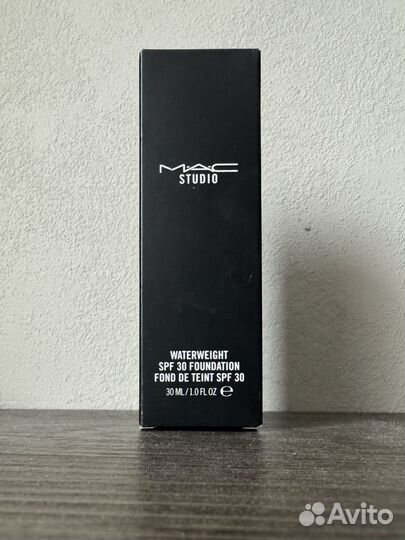 MAC
STUDIO
WATERWEIGHT
SPF 30 FOUNDATION
FOND DE TEINT SPF 30
30 ML / 1.0 FL OZ ℮
Avito